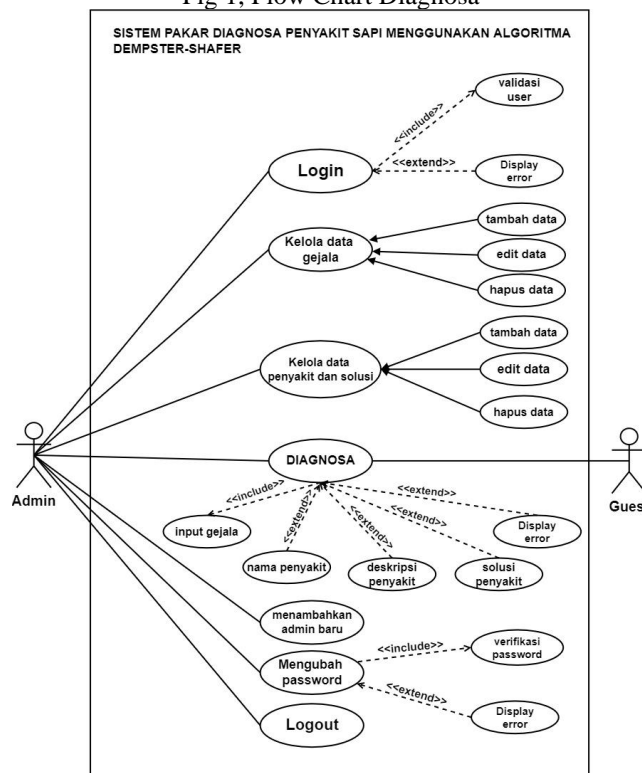 Fig 1, Flow Chart Diagnosa
SISTEM PAKAR DIAGNOSA PENYAKIT SAPI MENGGUNAKAN ALGORITMA
DEMPSTER-SHAFER
validasi
user
<<include>>
Login
<<extend>>
Display
error
Kelola data
gejala
tambah data
edit data
hapus data
Kelola data
penyakit dan solusi
tambah data
edit data
hapus data
Admin
DIAGNOSA
Gues
<<include>>
<<extend>>
<<extend>>
<<extend>>
<<extend>>
input gejala
nama penyakit
deskripsi
penyakit
solusi
penyakit
Display
error
menambahkan
admin baru
Mengubah
password
<<include>>
verifikasi
password
<<extend>>
Display
error
Logout